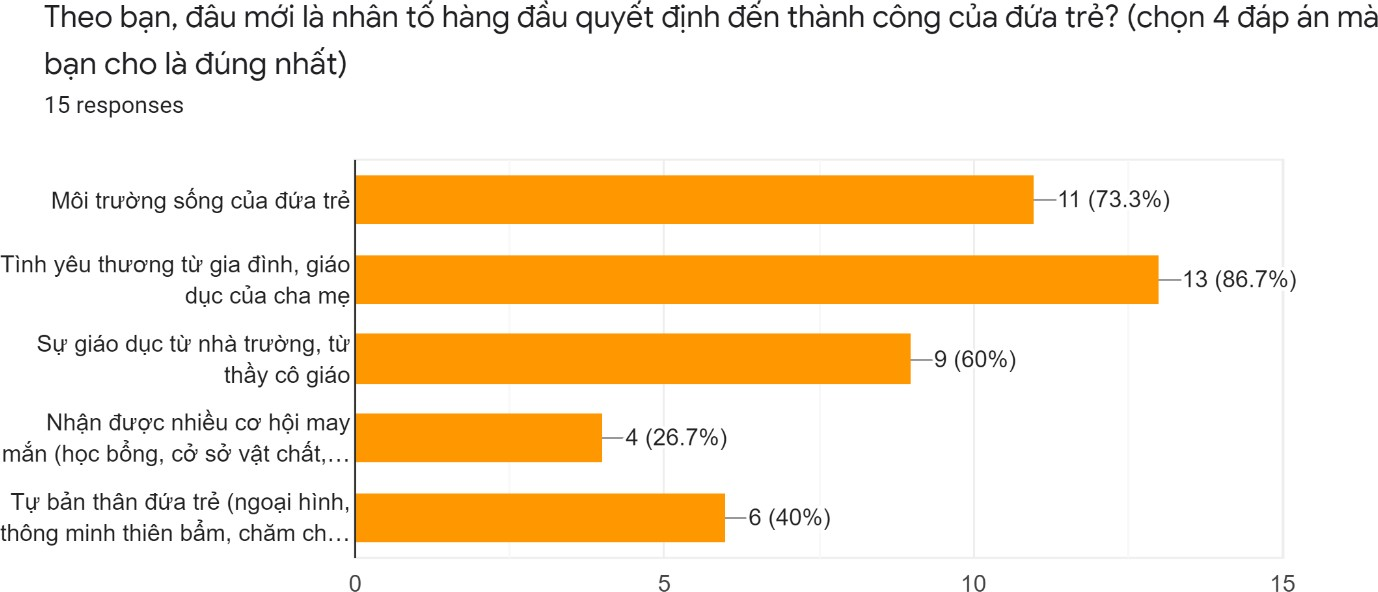 Theo bạn, đâu mới là nhân tố hàng đầu quyết định đến thành công của đứa trẻ? (chọn 4 đáp án mà
bạn cho là đúng nhất)
15 responses
Môi trường sống của đứa trẻ
11 (73.3%)
Tình yêu thương từ gia đình, giáo
dục của cha mẹ
13 (86.7%)
Sự giáo dục từ nhà trường, từ
thầy cô giáo
9 (60%)
Nhận được nhiều cơ hội may
mắn (học bổng, cở sở vật chất,…
4 (26.7%)
Tự bản thân đứa trẻ (ngoại hình,
thông minh thiên bẩm, chăm ch…
6 (40%)
0 5 10 15